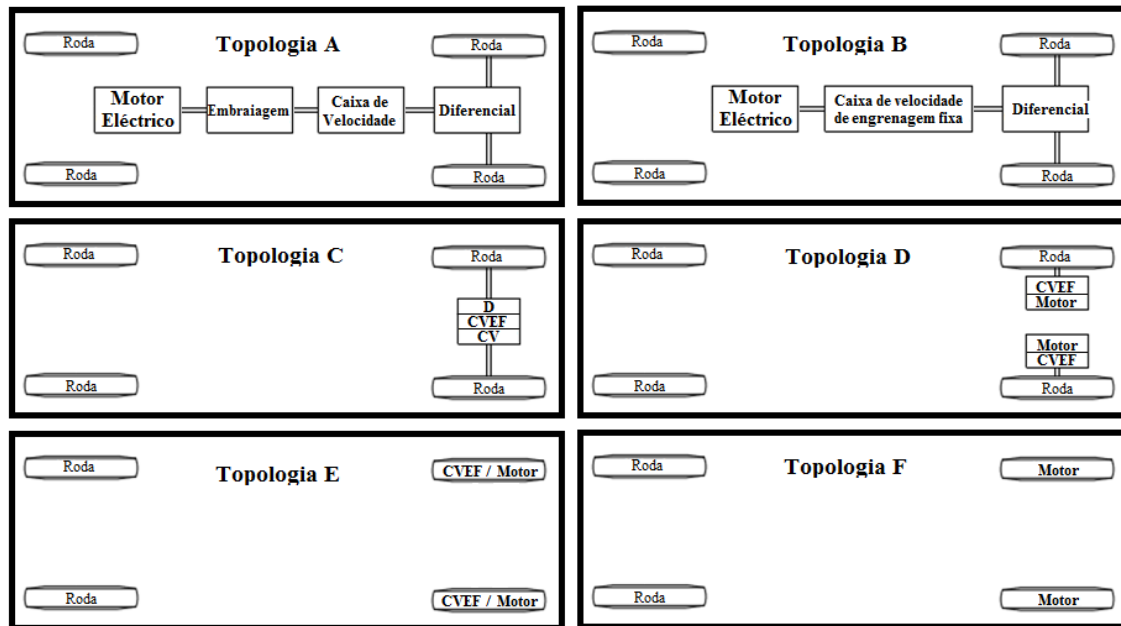 Topologia A
Roda
Roda
Motor
Eléctrico
Embraiagem
Caixa de
Velocidade
Diferencial
Roda
Roda
Topologia B
Roda
Roda
Motor
Eléctrico
Caixa de velocidade
de engrenagem fixa
Diferencial
Roda
Roda
Topologia C
Roda
Roda
D
CVEF
CV
Roda
Roda
Topologia D
Roda
Roda
CVEF
Motor
Motor
CVEF
Roda
Roda
Topologia E
Roda
CVEF / Motor
Roda
CVEF / Motor
Topologia F
Roda
Motor
Roda
Motor